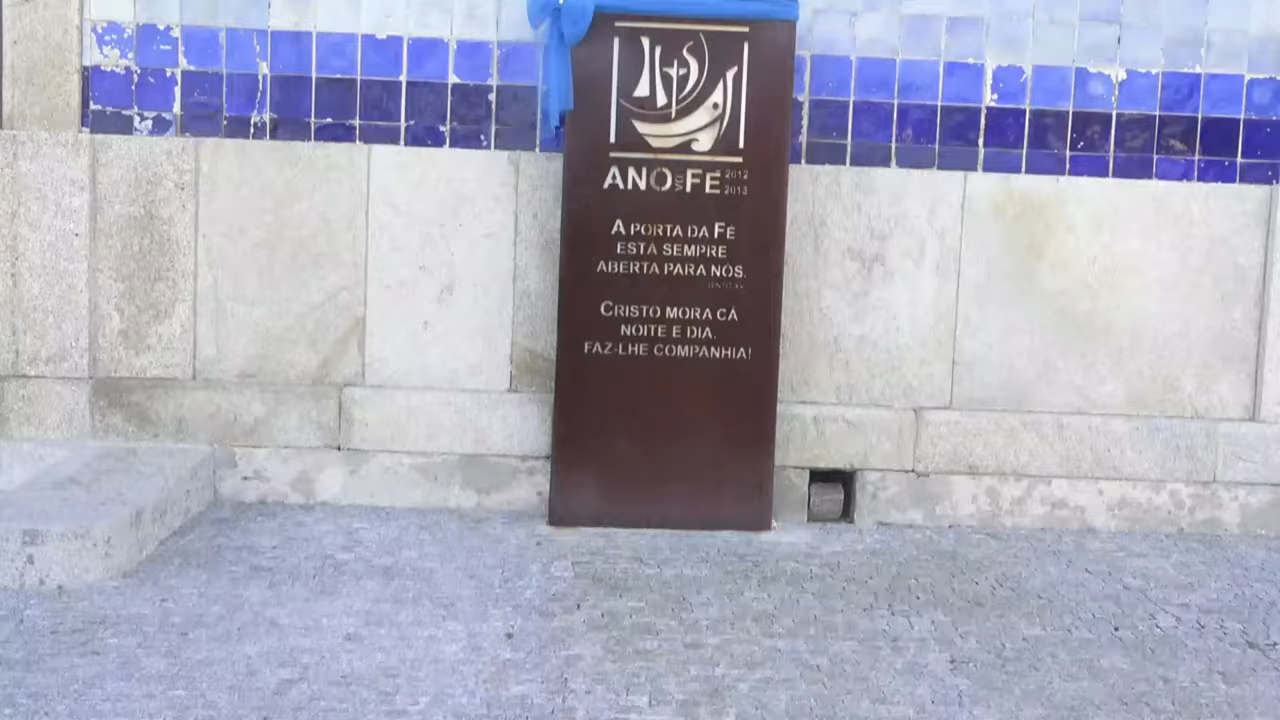 ANO DA FÉ 2012 2013
A PORTA DA FÉ
ESTÁ SEMPRE
ABERTA PARA NÓS.
CRISTO MORA CÁ
NOITE E DIA.
FAZ-LHE COMPANHIA!